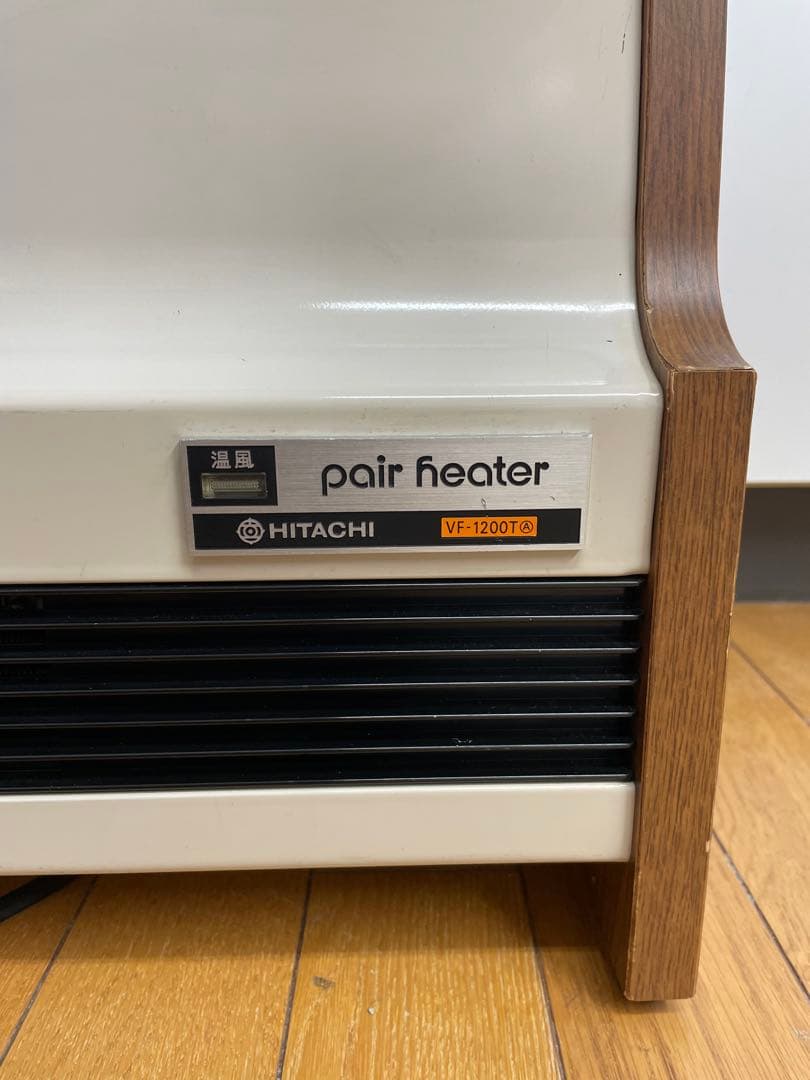 温風
pair heater
HITACHI
VF-1200TⒶ